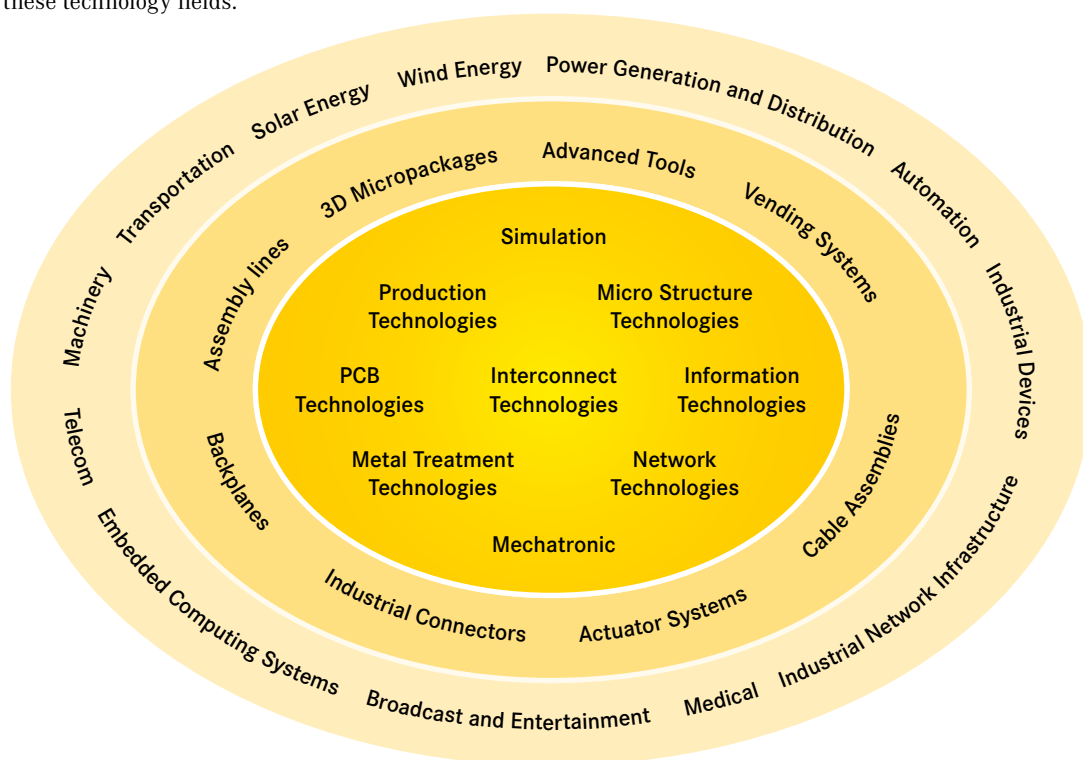 these technology fields.
Wind Energy
Power Generation and Distribution
Solar Energy
Automation
Transportation
Industrial Devices
Machinery
Telecom
Industrial Network Infrastructure
Embedded Computing Systems
Medical
Broadcast and Entertainment
3D Micropackages
Advanced Tools
Vending Systems
Assembly lines
Cable Assemblies
Backplanes
Actuator Systems
Industrial Connectors
Simulation
Production
Technologies
Micro Structure
Technologies
PCB
Technologies
Interconnect
Technologies
Information
Technologies
Metal Treatment
Technologies
Network
Technologies
Mechatronic